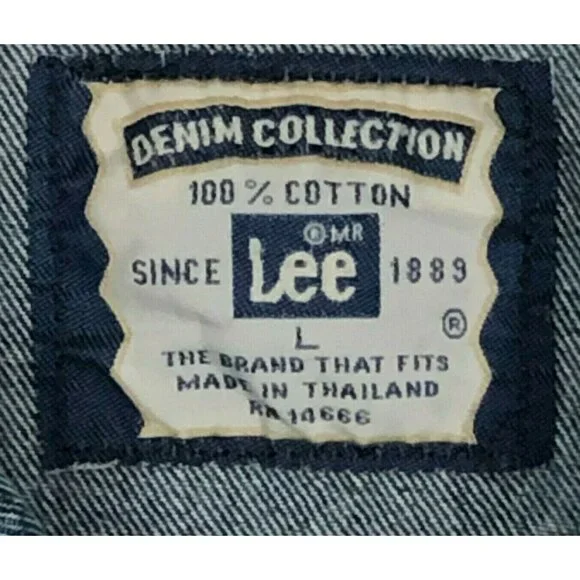 DENIM COLLECTION
100 % COTTON
© MR
SINCE Lee 1889
L ®
THE BRAND THAT FITS
MADE IN THAILAND
RN 14666